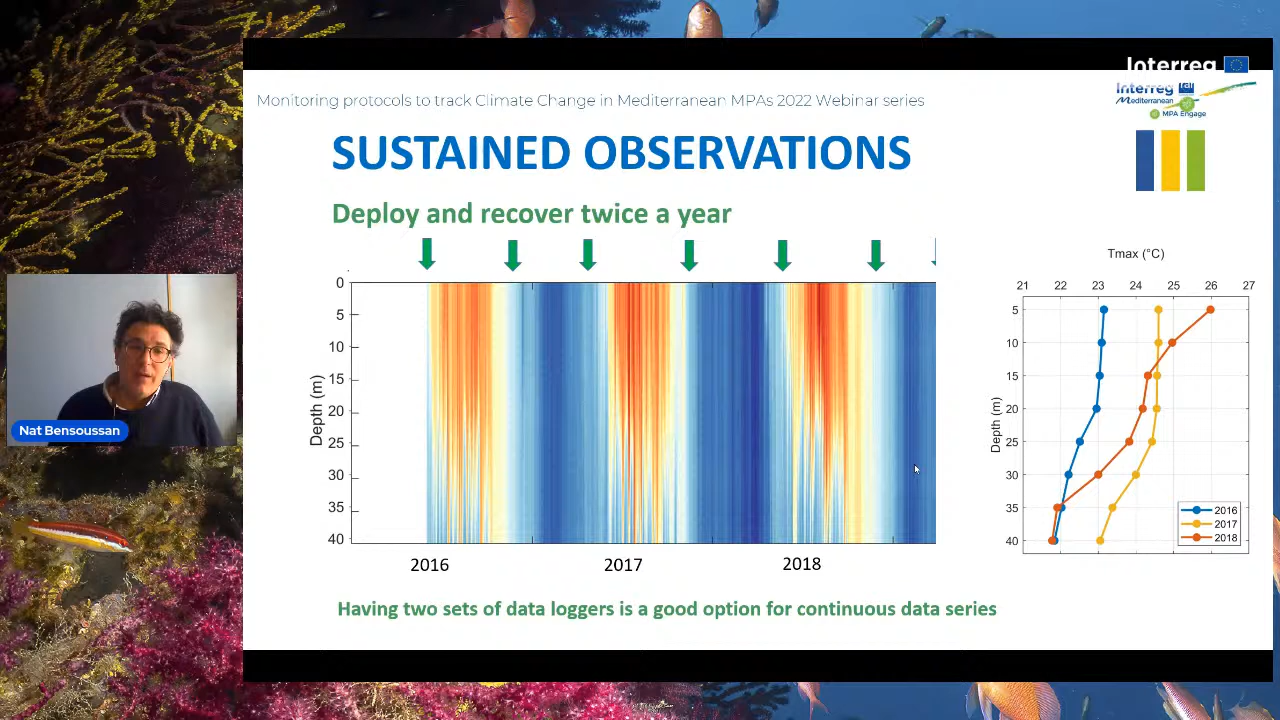 Interreg
Monitoring protocols to track Climate Change in Mediterranean MPAs 2022 Webinar series
Interreg
Mediterranean
MPA Engage
SUSTAINED OBSERVATIONS
Deploy and recover twice a year
Tmax (°C)
21 22 23 24 25 26 27
0
5
10
15
20
25
30
35
40
Depth (m)
2016 2017 2018
5
10
15
20
25
30
35
40
Depth (m)
2016
2017
2018
Nat Bensoussan
Having two sets of data loggers is a good option for continuous data series